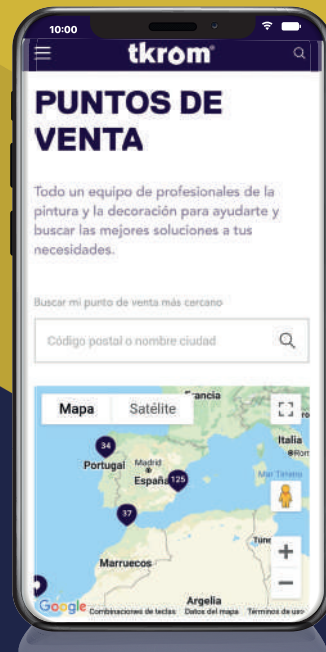 10:00
tkrom
PUNTOS DE
VENTA
Todo un equipo de profesionales de la
pintura y la decoración para ayudarte y
buscar las mejores soluciones a tus
necesidades.
Buscar mi punto de venta más cercano
Código postal o nombre ciudad
Mapa Satélite
Francia
Italia
Rom
34
Portugal Madrid
España 125
Mar Tirreno
37
Túne
Marruecos
+
Argelia
−
Google Combinaciones de teclas Datos del mapa Términos de uso